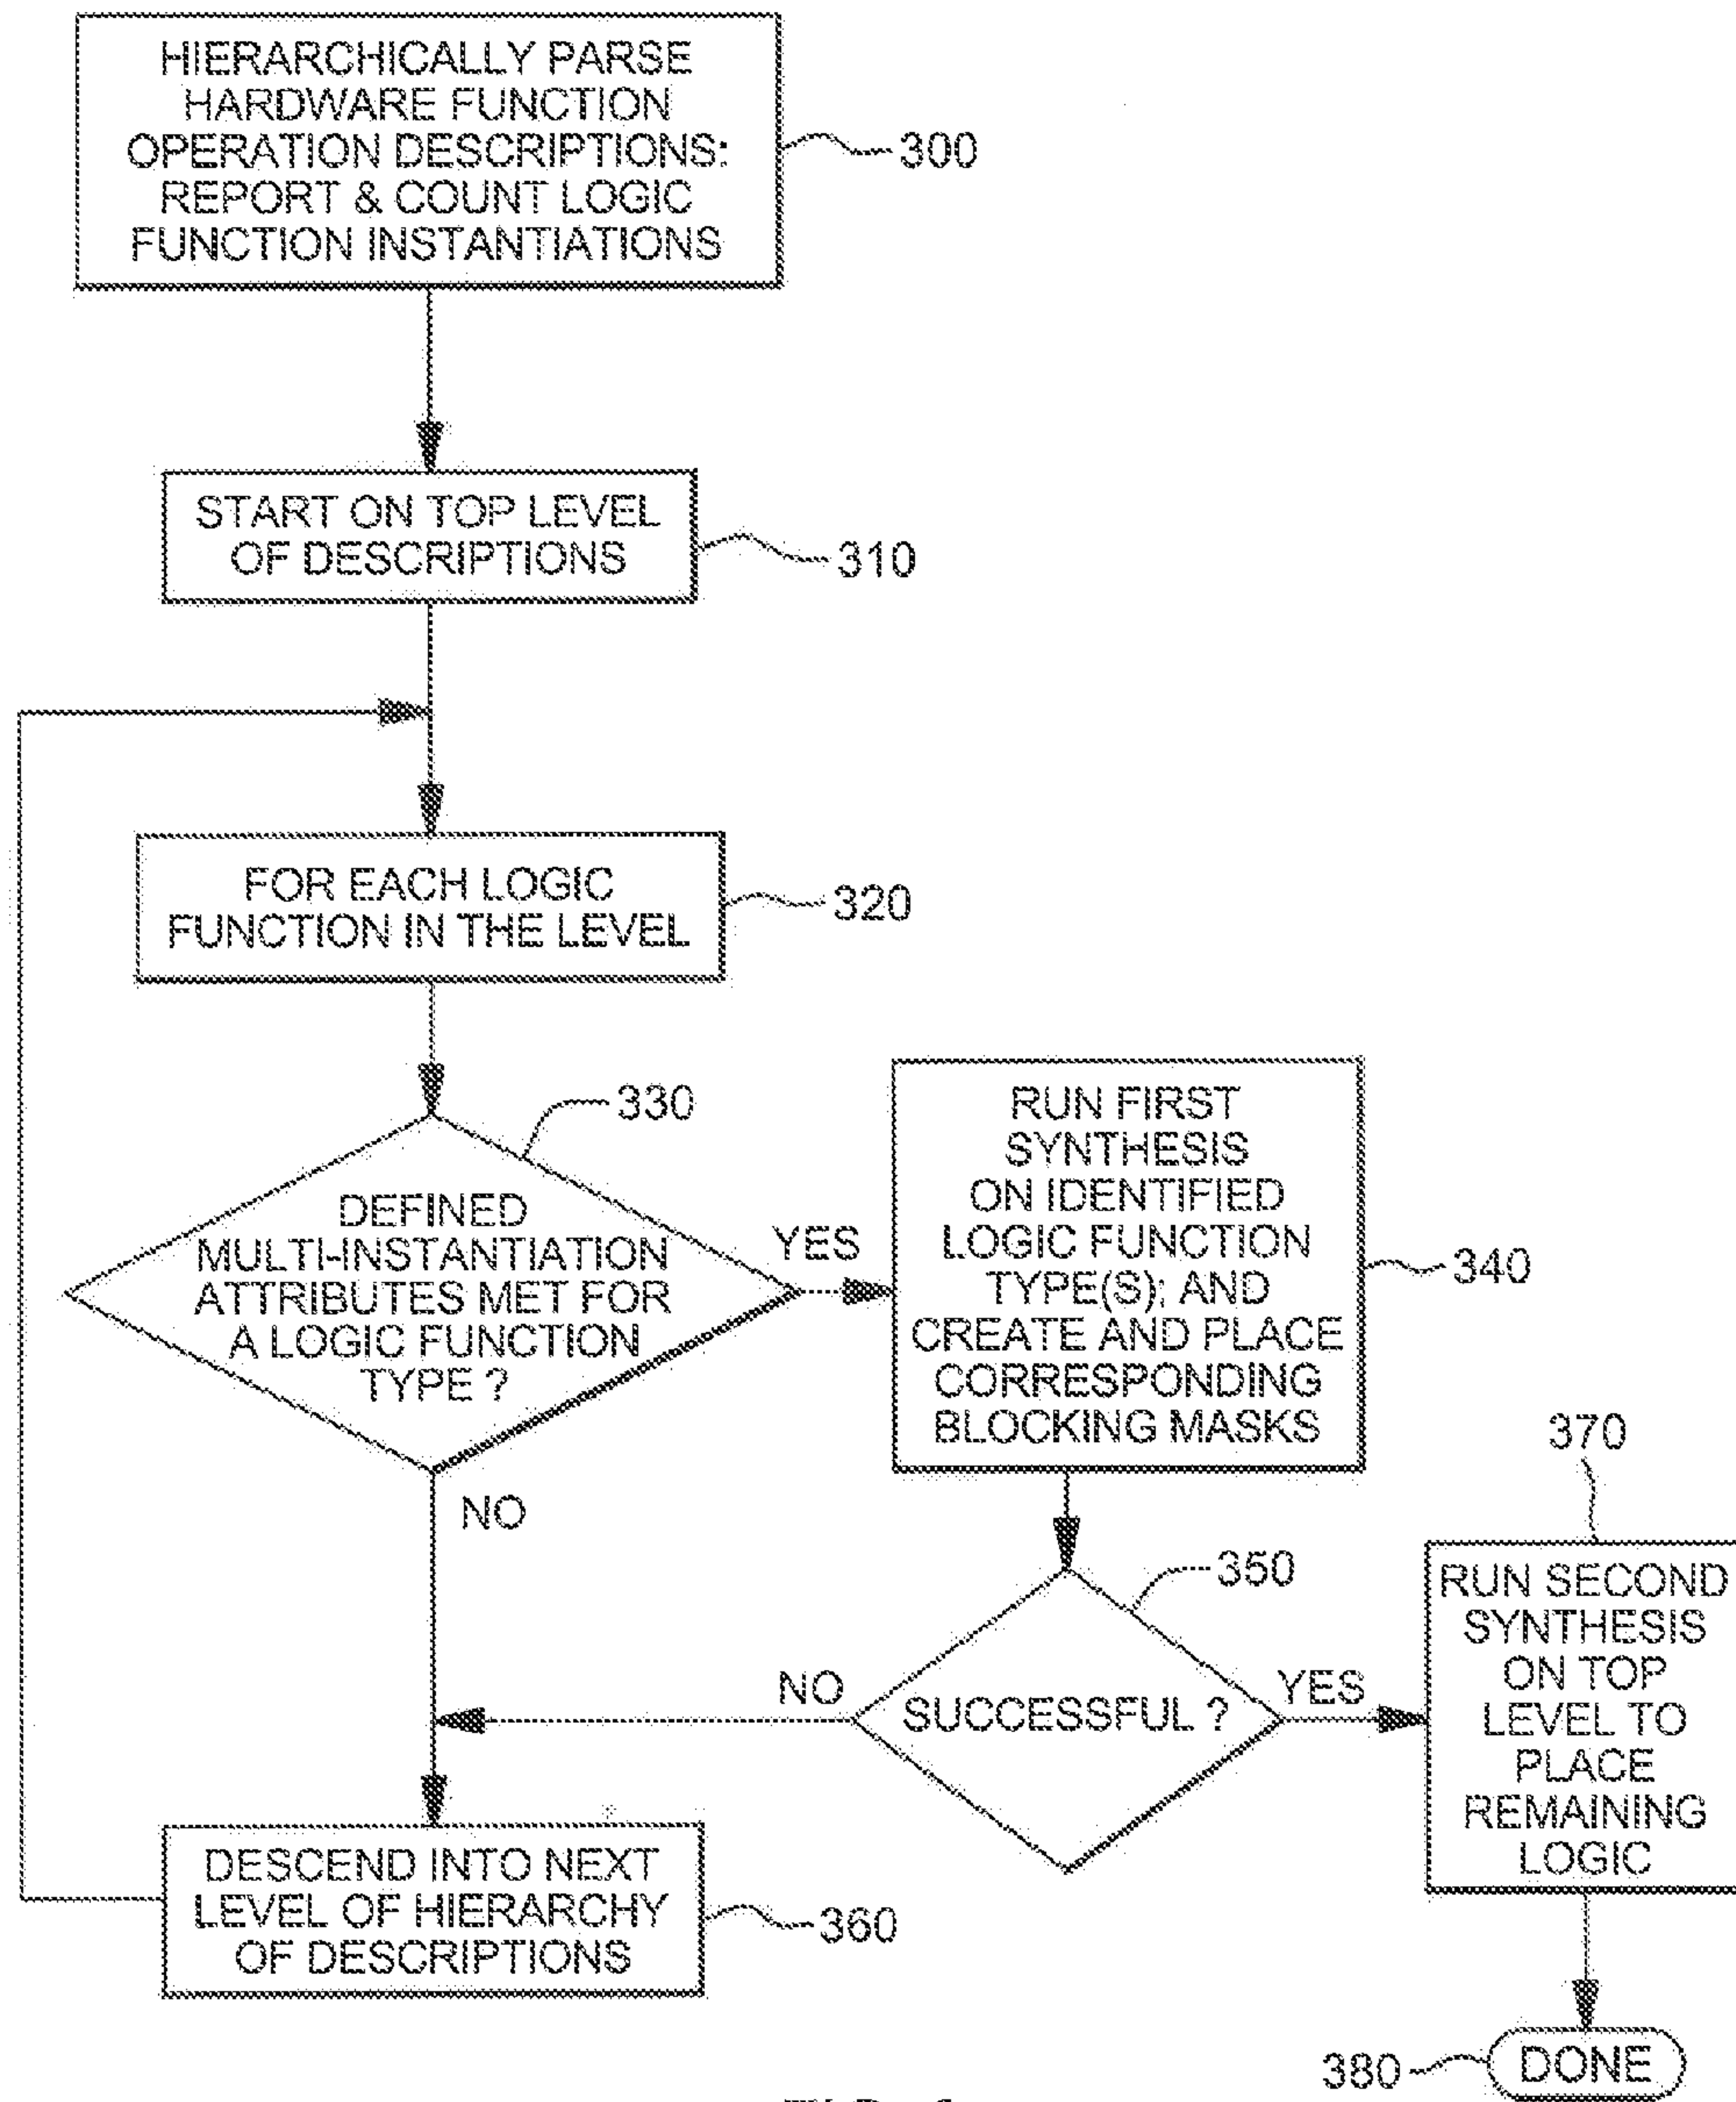 HIERARCHICALLY PARSE
HARDWARE FUNCTION
OPERATION DESCRIPTIONS:
REPORT & COUNT LOGIC
FUNCTION INSTANTIATIONS
300
START ON TOP LEVEL
OF DESCRIPTIONS
310
FOR EACH LOGIC
FUNCTION IN THE LEVEL
320
330
DEFINED
MULTI-INSTANTIATION
ATTRIBUTES MET FOR
A LOGIC FUNCTION
TYPE ?
YES
NO
RUN FIRST
SYNTHESIS
ON IDENTIFIED
LOGIC FUNCTION
TYPE(S); AND
CREATE AND PLACE
CORRESPONDING
BLOCKING MASKS
340
350
SUCCESSFUL ?
NO
YES
370
RUN SECOND
SYNTHESIS
ON TOP
LEVEL TO
PLACE
REMAINING
LOGIC
DESCEND INTO NEXT
LEVEL OF HIERARCHY
OF DESCRIPTIONS
360
380
DONE